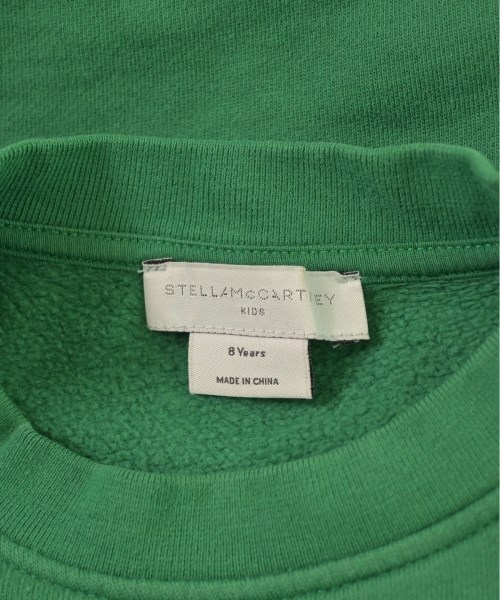 STELLAMcCARTNEY
KIDS
8 Years
MADE IN CHINA